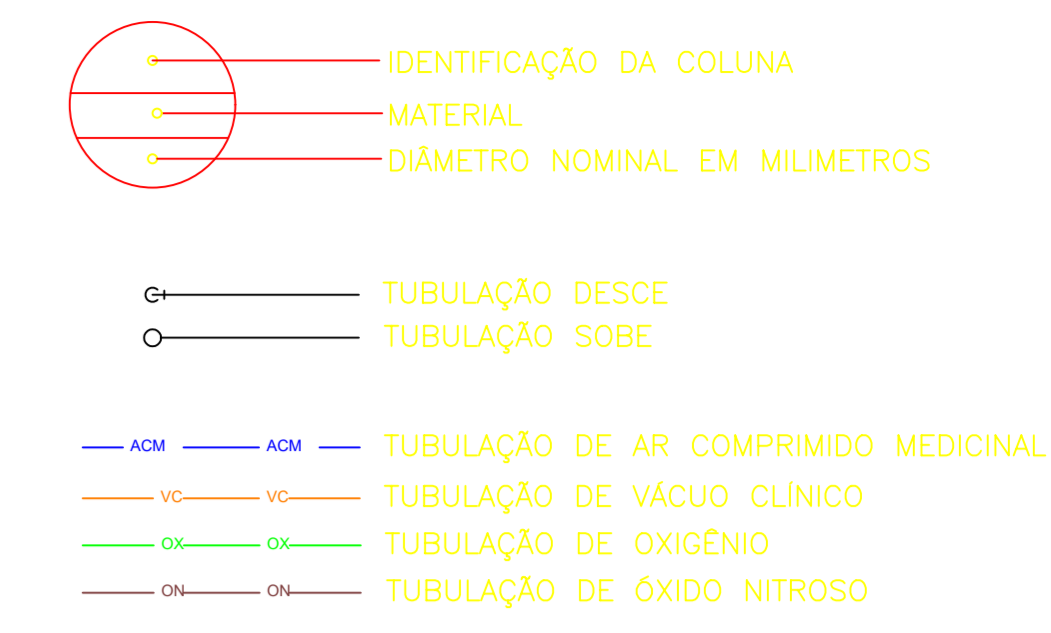 IDENTIFICAÇÃO DA COLUNA
MATERIAL
DIÂMETRO NOMINAL EM MILIMETROS
TUBULAÇÃO DESCE
TUBULAÇÃO SOBE
ACM ACM TUBULAÇÃO DE AR COMPRIMIDO MEDICINAL
VC VC TUBULAÇÃO DE VÁCUO CLÍNICO
OX OX TUBULAÇÃO DE OXIGÊNIO
ON ON TUBULAÇÃO DE ÓXIDO NITROSO